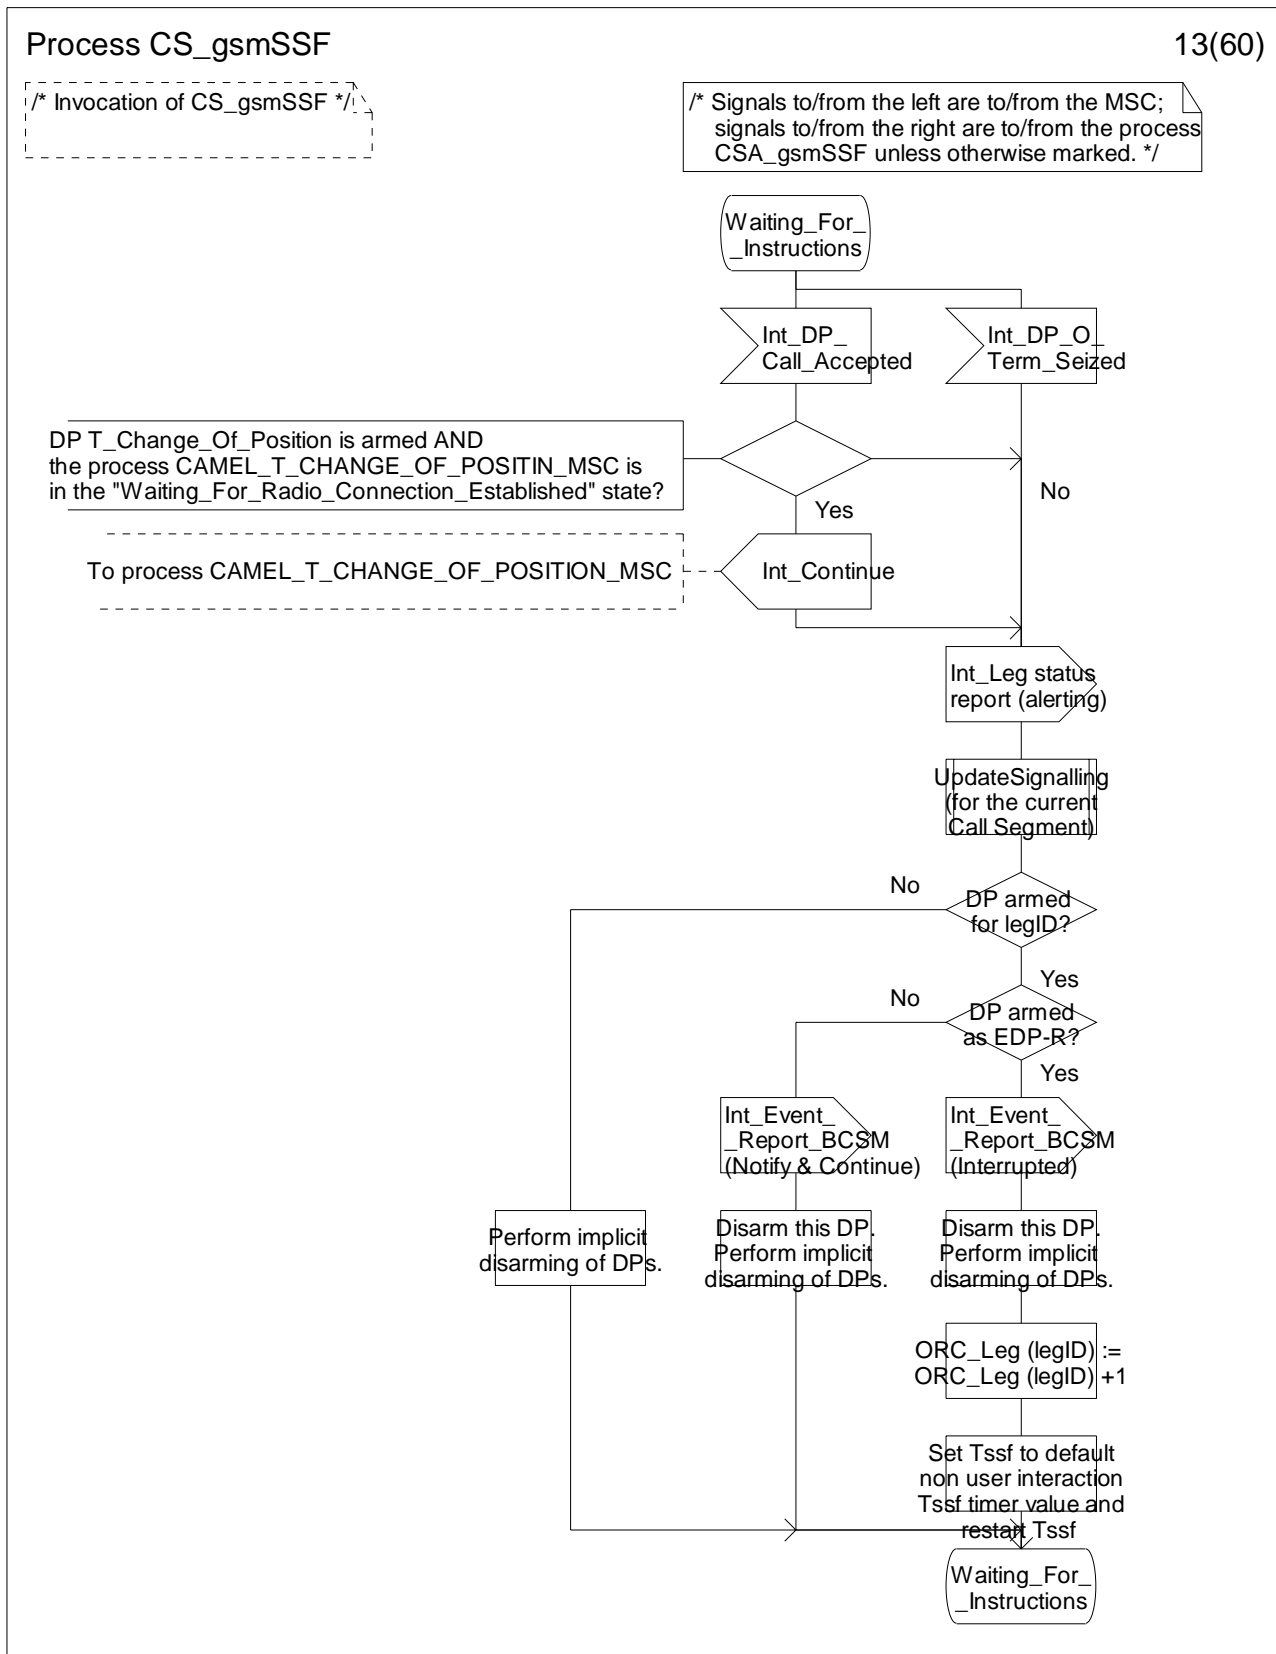 Process CS_gsmSSF
13(60)
/* Invocation of CS_gsmSSF */
/* Signals to/from the left are to/from the MSC;
signals to/from the right are to/from the process
CSA_gsmSSF unless otherwise marked. */
Waiting_For_
_Instructions
Int_DP_
Call_Accepted
Int_DP_O_
Term_Seized
DP T_Change_Of_Position is armed AND
the process CAMEL_T_CHANGE_OF_POSITIN_MSC is
in the "Waiting_For_Radio_Connection_Established" state?
No
Yes
To process CAMEL_T_CHANGE_OF_POSITION_MSC
Int_Continue
Int_Leg status
report (alerting)
UpdateSignalling
(for the current
Call Segment)
No
DP armed
for legID?
Yes
No
DP armed
as EDP-R?
Yes
Int_Event_
_Report_BCSM
(Notify & Continue)
Int_Event_
_Report_BCSM
(Interrupted)
Perform implicit
disarming of DPs.
Disarm this DP.
Perform implicit
disarming of DPs.
Disarm this DP.
Perform implicit
disarming of DPs.
ORC_Leg (legID) :=
ORC_Leg (legID) +1
Set Tssf to default
non user interaction
Tssf timer value and
restart Tssf
Waiting_For_
_Instructions